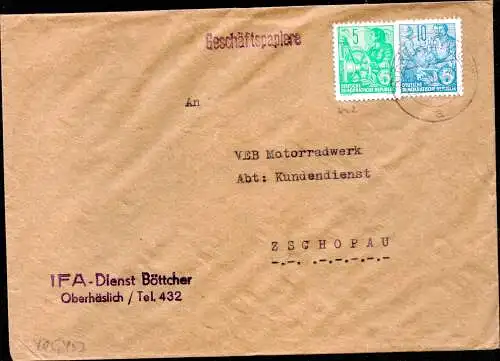 Geschäftspapiere
5
DEUTSCHE
DEMOKRATISCHE REPUBLIK
10
DEUTSCHE
DEMOKRATISCHE REPUBLIK
a
An
VEB Motorradwerk
Abt: Kundendienst
ZSCHOPAU
IFA-Dienst Böttcher
Oberhäslich / Tel. 432